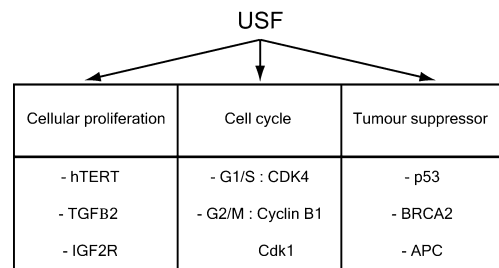 USF
Cellular proliferation
Cell cycle
Tumour suppressor
- hTERT
- G1/S : CDK4
- p53
- TGFB2
- G2/M : Cyclin B1
- BRCA2
- IGF2R
Cdk1
- APC